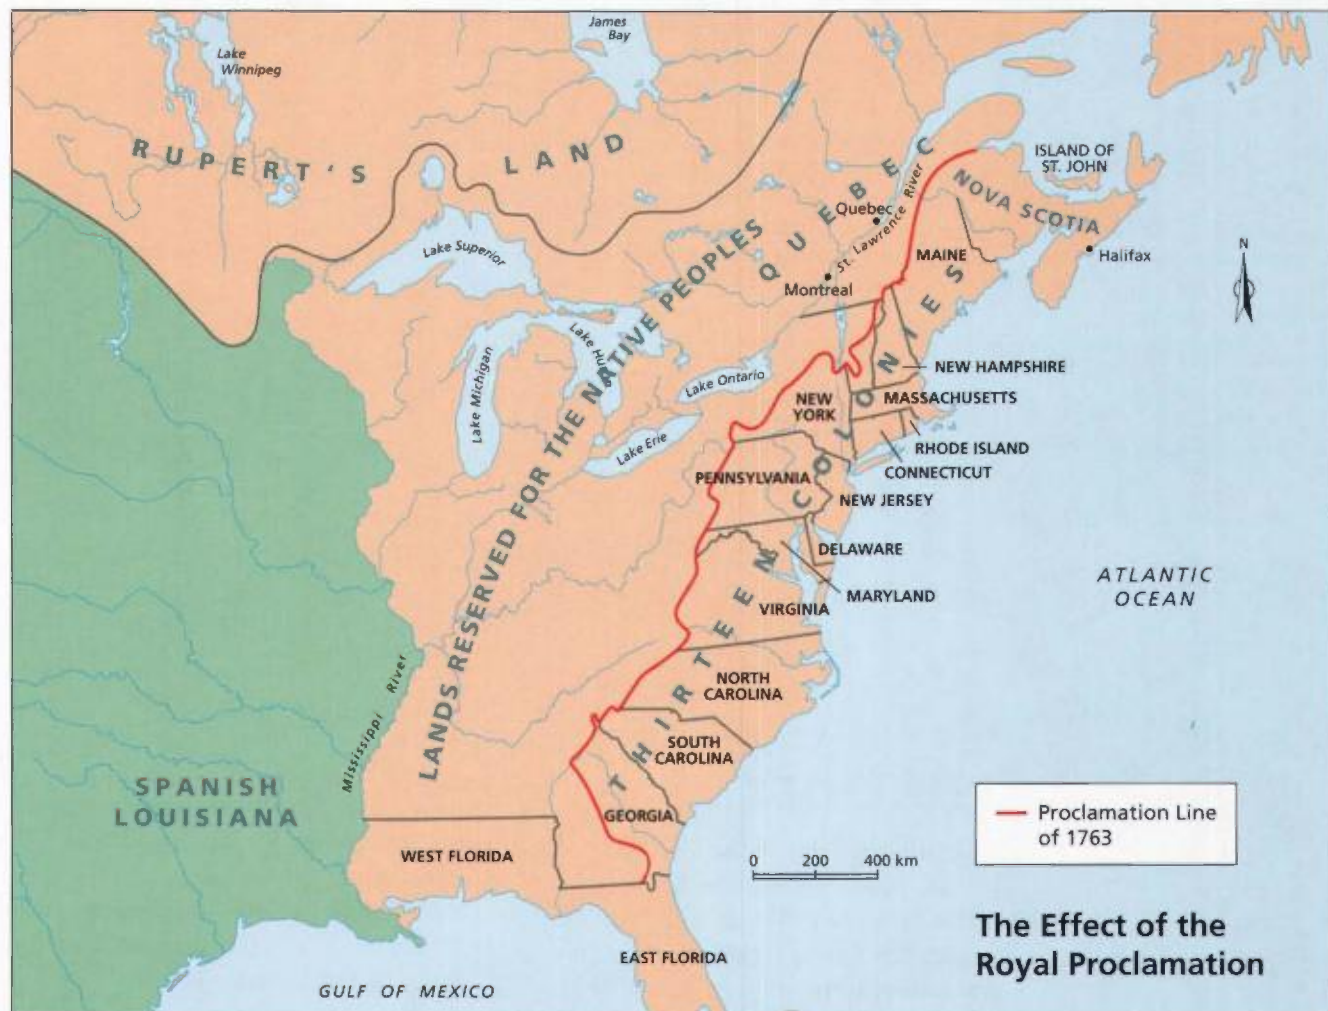 James
Bay
Lake
Winnipeg
RUPERT'S LAND
ISLAND OF
ST. JOHN
QUEBEC
NOVA SCOTIA
Quebec
St. Lawrence River
Halifax
MAINE
Montreal
Lake Superior
N
LANDS RESERVED FOR THE NATIVE PEOPLES
Lake Huron
Lake Michigan
Lake Ontario
Lake Erie
NEW HAMPSHIRE
NEW
YORK
MASSACHUSETTS
RHODE ISLAND
CONNECTICUT
PENNSYLVANIA
NEW JERSEY
DELAWARE
MARYLAND
VIRGINIA
THIRTEEN COLONIES
ATLANTIC
OCEAN
NORTH
CAROLINA
SOUTH
CAROLINA
GEORGIA
Mississippi River
SPANISH
LOUISIANA
WEST FLORIDA
EAST FLORIDA
GULF OF MEXICO
0 200 400 km
Proclamation Line
of 1763
The Effect of the
Royal Proclamation